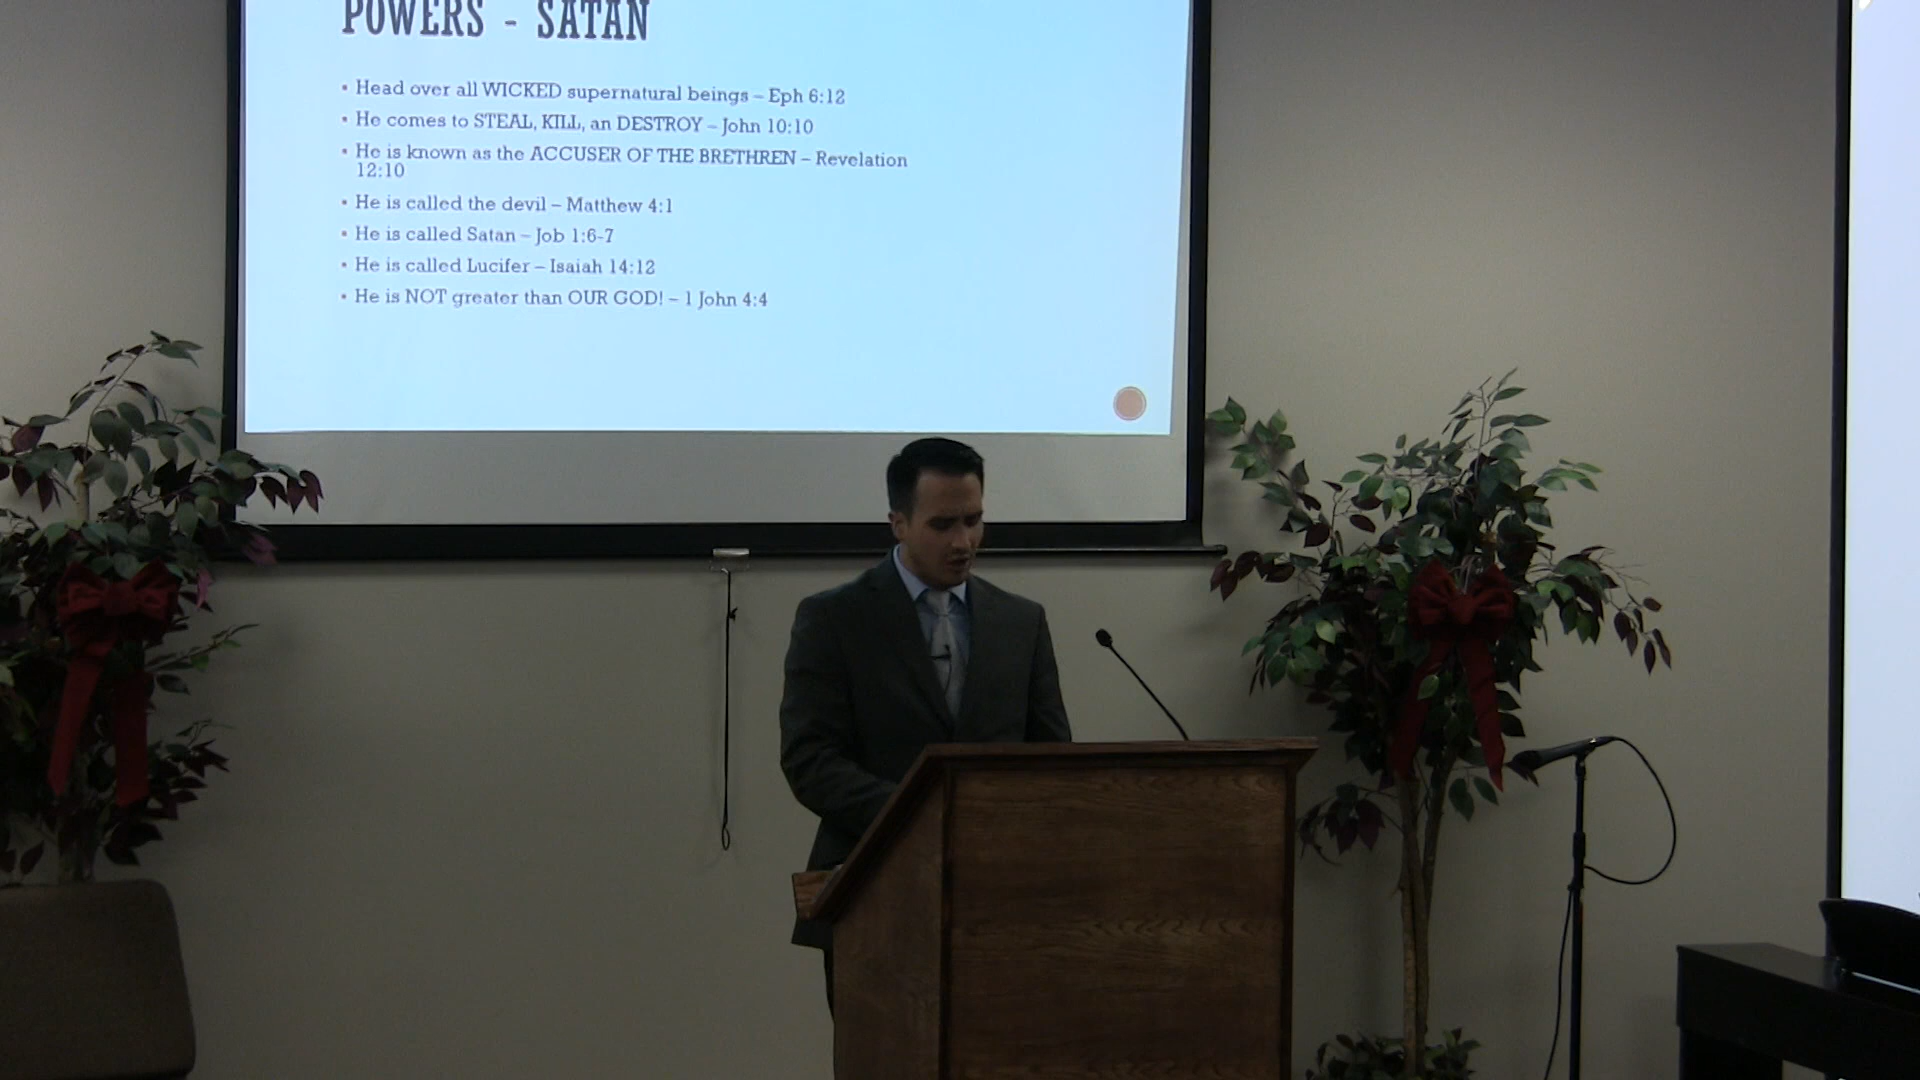 POWERS - SATAN
• Head over all WICKED supernatural beings – Eph 6:12
• He comes to STEAL, KILL, an DESTROY – John 10:10
• He is known as the ACCUSER OF THE BRETHREN – Revelation
12:10
• He is called the devil – Matthew 4:1
• He is called Satan – Job 1:6-7
• He is called Lucifer – Isaiah 14:12
• He is NOT greater than OUR GOD! – 1 John 4:4